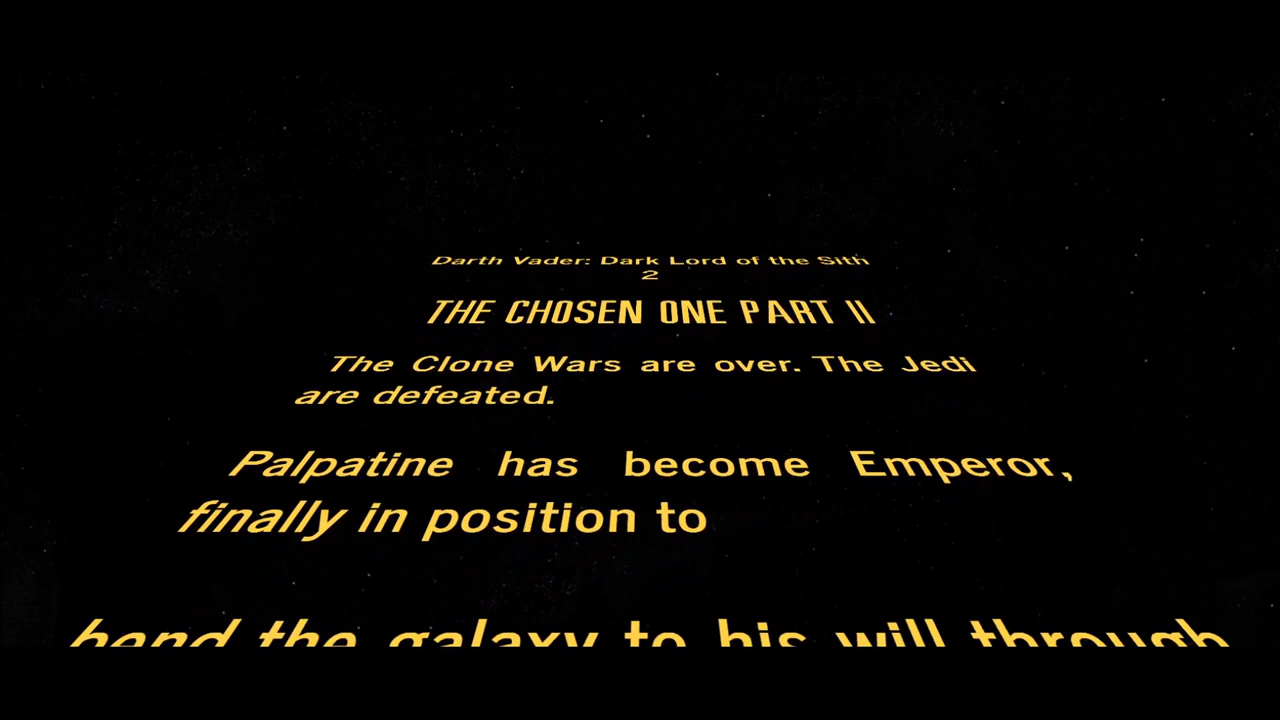 Darth Vader: Dark Lord of the Sith
2
THE CHOSEN ONE PART II
The Clone Wars are over. The Jedi
are defeated.
Palpatine has become Emperor,
finally in position to
bend the galaxy to his will through